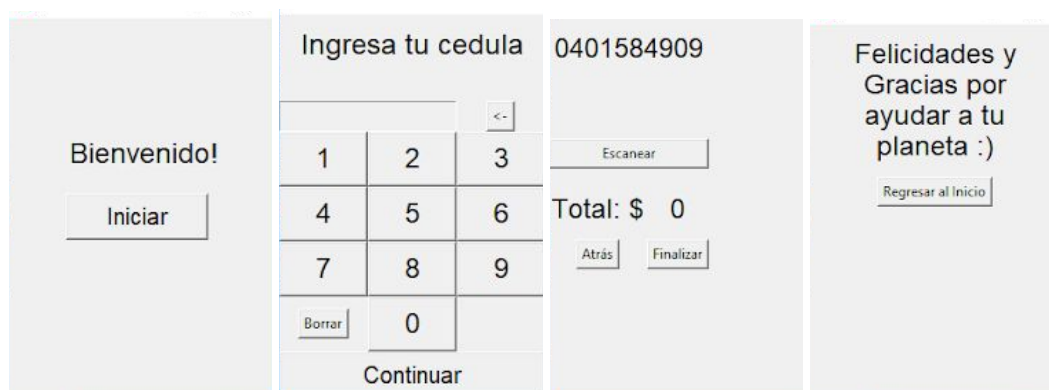 Bienvenido!
Iniciar
Ingresa tu cedula
<-
1 2 3
4 5 6
7 8 9
Borrar 0
Continuar
0401584909
Escanear
Total: $ 0
Atrás Finalizar
Felicidades y
Gracias por
ayudar a tu
planeta :)
Regresar al Inicio